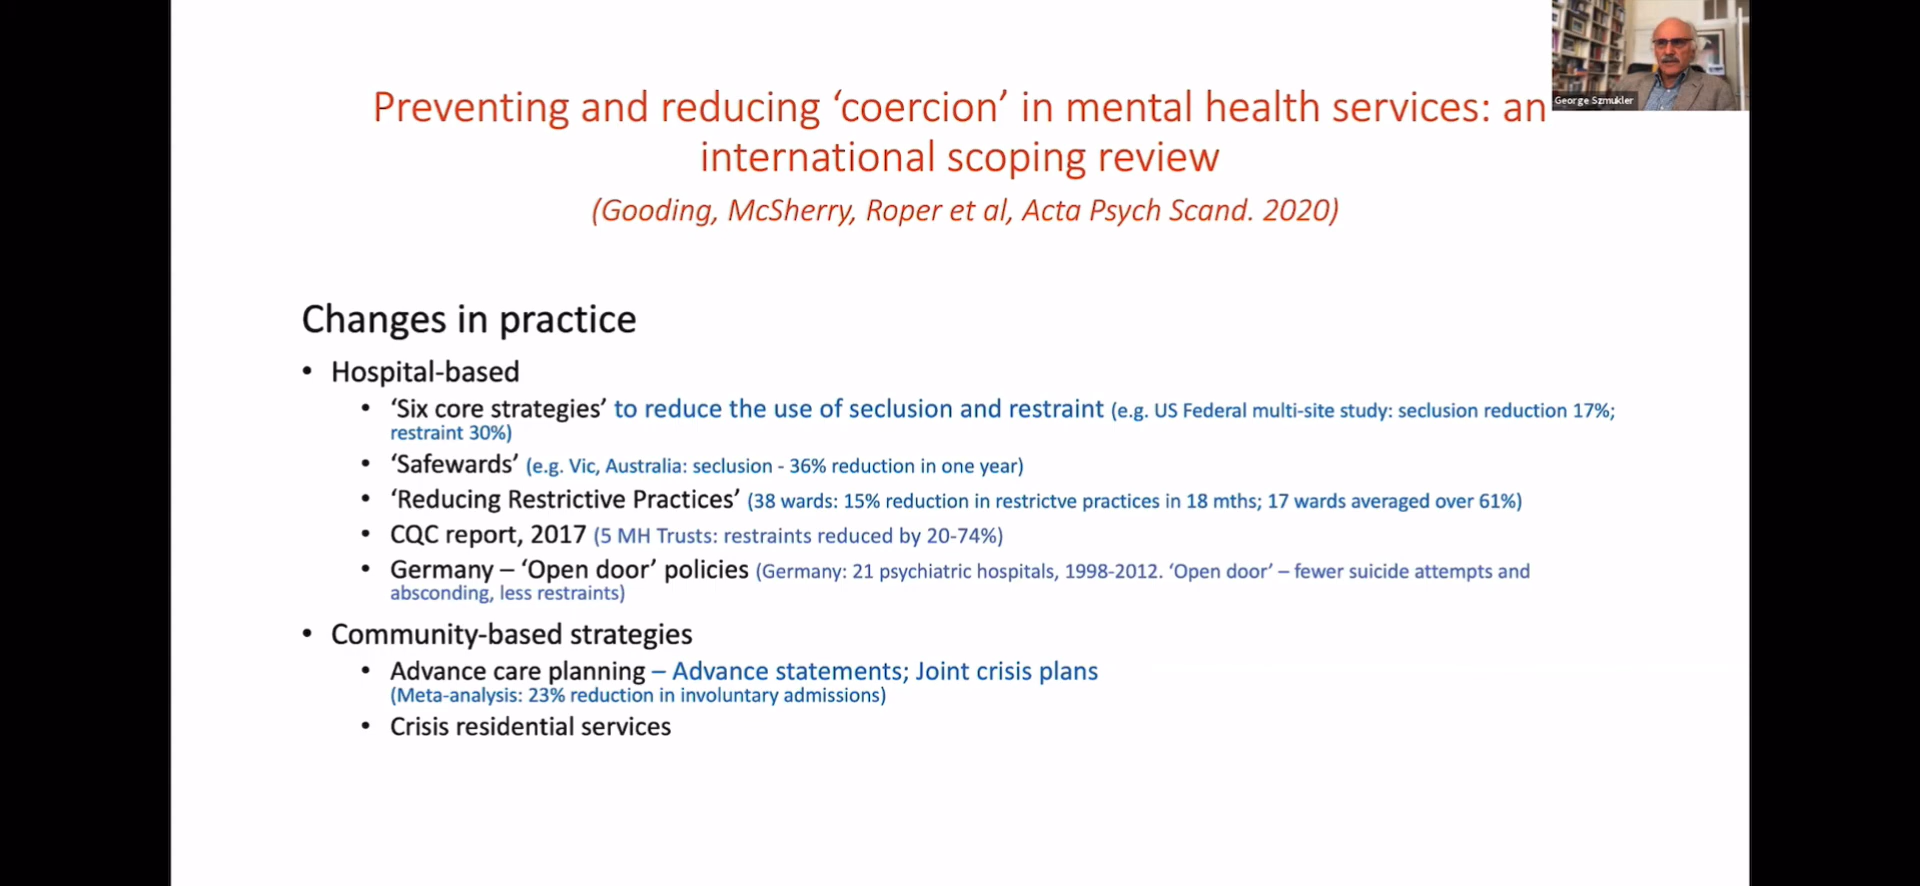 Preventing and reducing ‘coercion’ in mental health services: an
international scoping review
(Gooding, McSherry, Roper et al, Acta Psych Scand. 2020)
George Szmukler
Changes in practice
• Hospital-based
• ‘Six core strategies’ to reduce the use of seclusion and restraint (e.g. US Federal multi-site study: seclusion reduction 17%;
restraint 30%)
• ‘Safewards’ (e.g. Vic, Australia: seclusion - 36% reduction in one year)
• ‘Reducing Restrictive Practices’ (38 wards: 15% reduction in restrictve practices in 18 mths; 17 wards averaged over 61%)
• CQC report, 2017 (5 MH Trusts: restraints reduced by 20-74%)
• Germany – ‘Open door’ policies (Germany: 21 psychiatric hospitals, 1998-2012. ‘Open door’ – fewer suicide attempts and
absconding, less restraints)
• Community-based strategies
• Advance care planning – Advance statements; Joint crisis plans
(Meta-analysis: 23% reduction in involuntary admissions)
• Crisis residential services